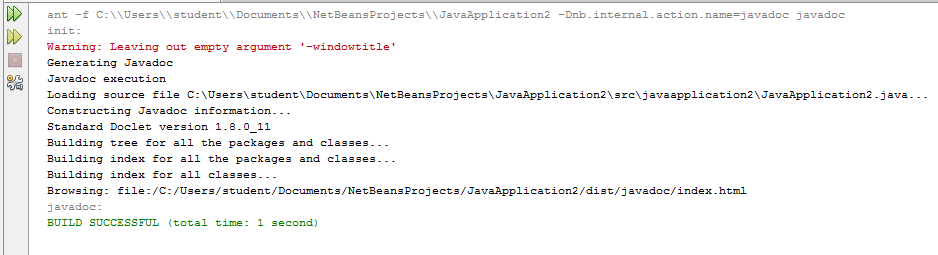 ant -f C:\\Users\\student\\Documents\\NetBeansProjects\\JavaApplication2 -Dnb.internal.action.name=javadoc javadoc
init:
Warning: Leaving out empty argument '-windowtitle'
Generating Javadoc
Javadoc execution
Loading source file C:\Users\student\Documents\NetBeansProjects\JavaApplication2\src\javaapplication2\JavaApplication2.java...
Constructing Javadoc information...
Standard Doclet version 1.8.0_11
Building tree for all the packages and classes...
Building index for all the packages and classes...
Building index for all classes...
Browsing: file:/C:/Users/student/Documents/NetBeansProjects/JavaApplication2/dist/javadoc/index.html
javadoc:
BUILD SUCCESSFUL (total time: 1 second)